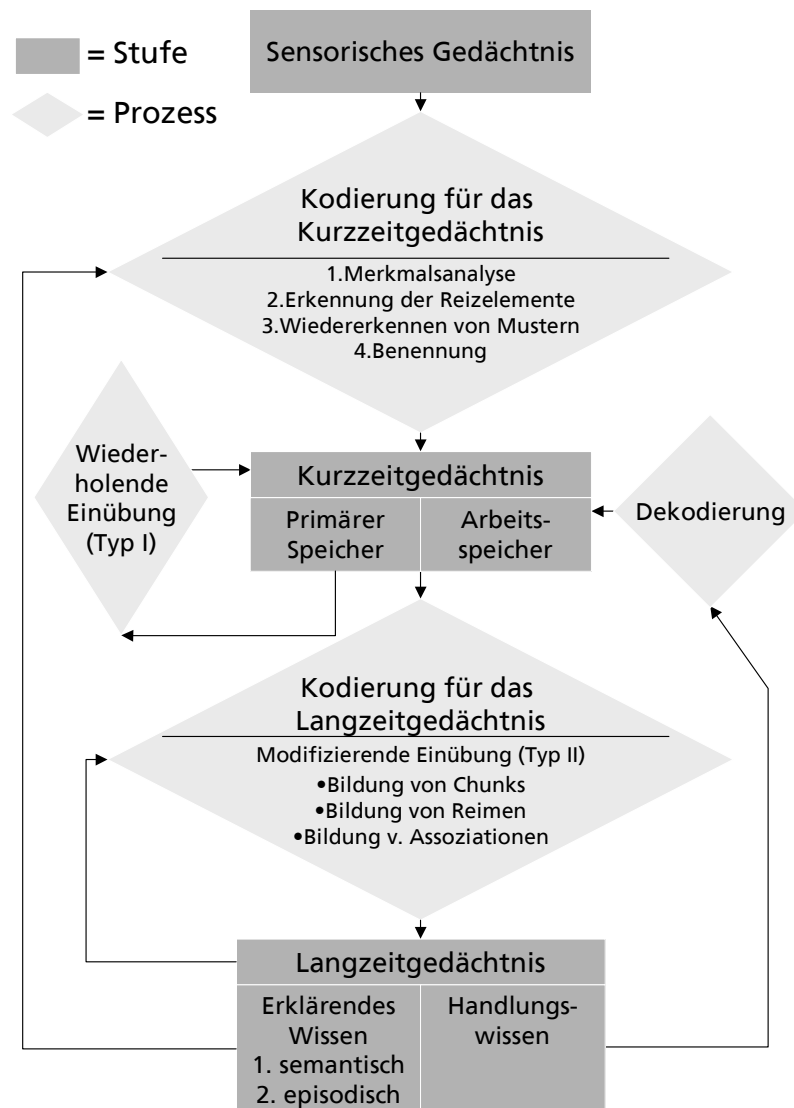 = Stufe
= Prozess
Sensorisches Gedächtnis
Kodierung für das
Kurzzeitgedächtnis
1.Merkmalsanalyse
2.Erkennung der Reizelemente
3.Wiedererkennen von Mustern
4.Benennung
Wieder-
holende
Einübung
(Typ I)
Kurzzeitgedächtnis
Primärer
Speicher
Arbeits-
speicher
Dekodierung
Kodierung für das
Langzeitgedächtnis
Modifizierende Einübung (Typ II)
•Bildung von Chunks
•Bildung von Reimen
•Bildung v. Assoziationen
Langzeitgedächtnis
Erklärendes
Wissen
1. semantisch
2. episodisch
Handlungs-
wissen